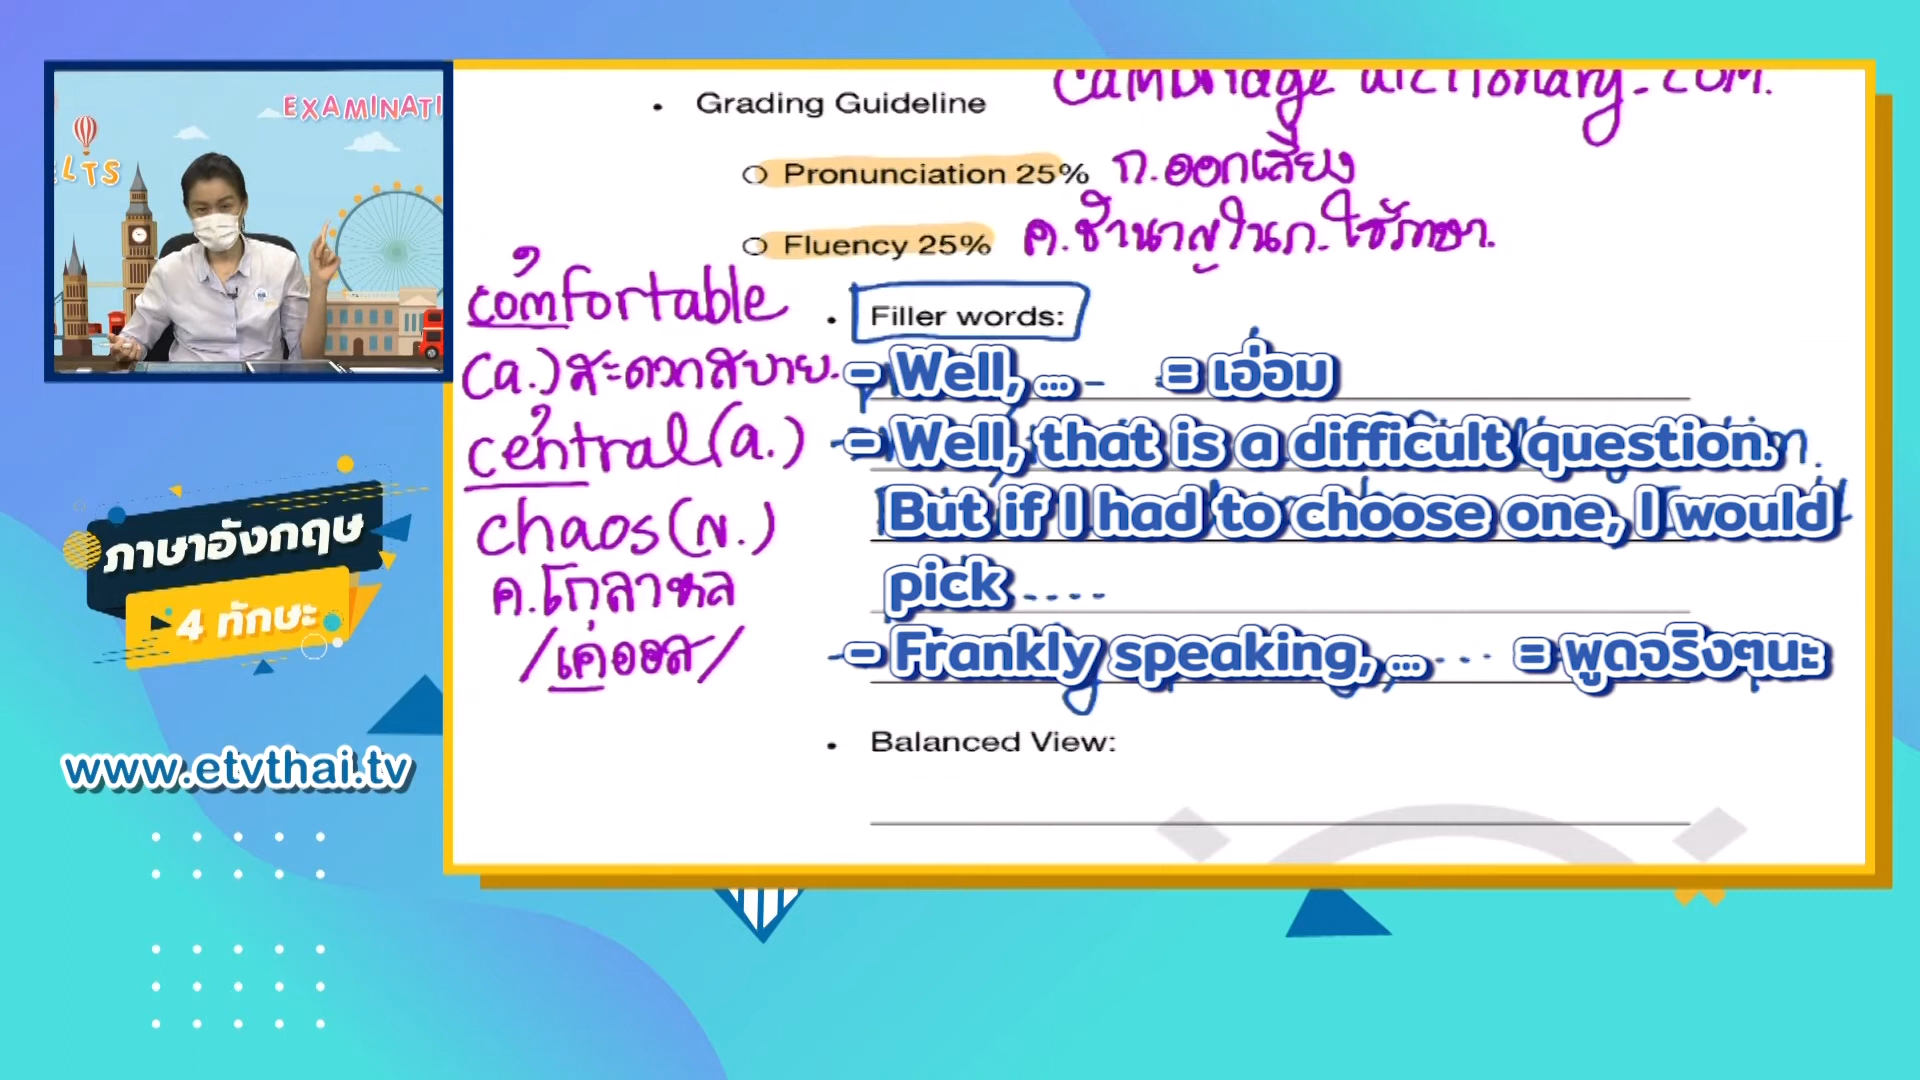 EXAMINATI
ELTS
Cambridge dictionary.com.
• Grading Guideline
○ Pronunciation 25% ก.ออกเสียง
○ Fluency 25% ค.ชำนาญในก.ใช้ภาษา.
comfortable
(a.) สะดวกสบาย.
central (a.)
chaos (n.)
ค.โกลาหล
/เค่ออส/
• Filler words:
- Well, ... = เอ่อม
- Well, that is a difficult question.
But if I had to choose one, I would
pick ....
- Frankly speaking, ... = พูดจริงๆนะ
• Balanced View:
ภาษาอังกฤษ
4 ทักษะ
www.etvthai.tv